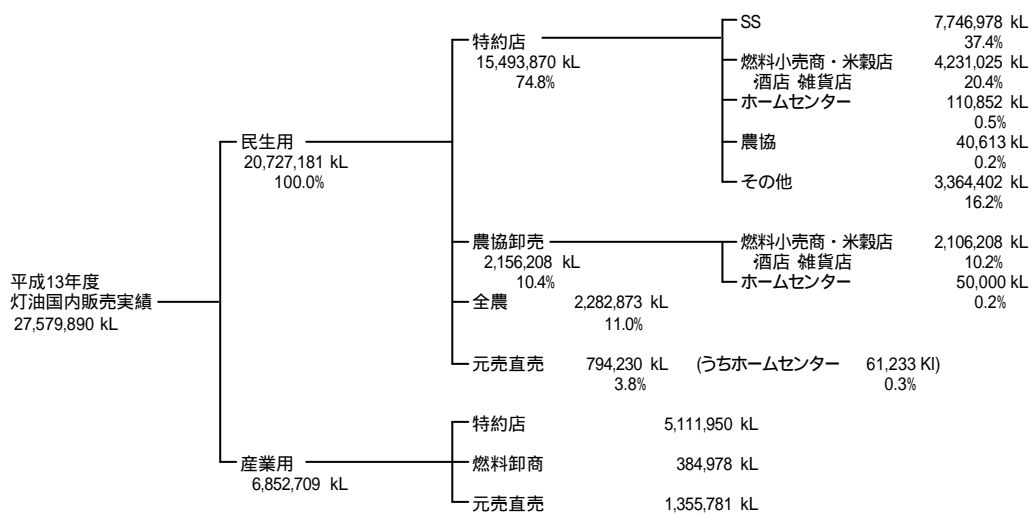 SS 7,746,978 kL
37.4%
特約店
15,493,870 kL
74.8%
燃料小売商・米穀店 4,231,025 kL
・酒店・雑貨店 20.4%
ホームセンター 110,852 kL
0.5%
民生用
20,727,181 kL
100.0%
農協 40,613 kL
0.2%
その他 3,364,402 kL
16.2%
農協卸売
2,156,208 kL
10.4%
燃料小売商・米穀店 2,106,208 kL
・酒店・雑貨店 10.2%
ホームセンター 50,000 kL
0.2%
平成13年度
灯油国内販売実績
27,579,890 kL
全農 2,282,873 kL
11.0%
元売直売 794,230 kL (うちホームセンター 61,233 Kl)
3.8% 0.3%
特約店 5,111,950 kL
産業用
6,852,709 kL
燃料卸商 384,978 kL
元売直売 1,355,781 kL